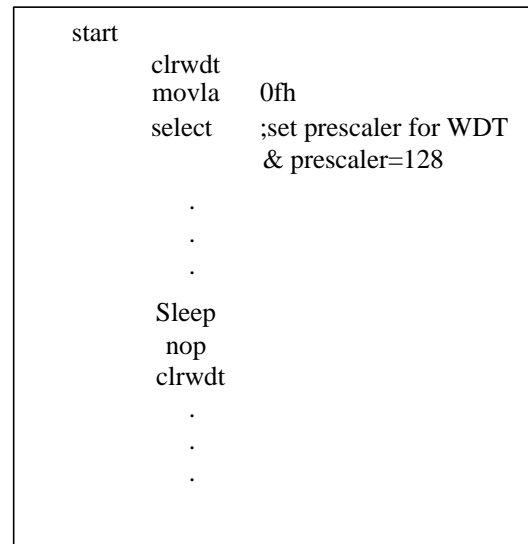 start
clrwdt
movla 0fh
select ;set prescaler for WDT
& prescaler=128
.
.
.
Sleep
nop
clrwdt
.
.
.